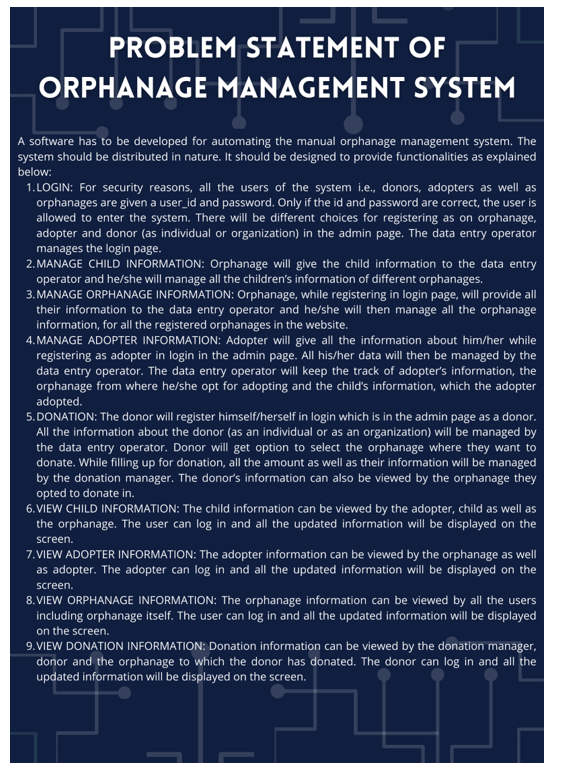 PROBLEM STATEMENT OF
ORPHANAGE MANAGEMENT SYSTEM
A software has to be developed for automating the manual orphanage management system. The
system should be distributed in nature. It should be designed to provide functionalities as explained
below:
1. LOGIN: For security reasons, all the users of the system i.e., donors, adopters as well as
orphanages are given a user_id and password. Only if the id and password are correct, the user is
allowed to enter the system. There will be different choices for registering as on orphanage,
adopter and donor (as individual or organization) in the admin page. The data entry operator
manages the login page.
2. MANAGE CHILD INFORMATION: Orphanage will give the child information to the data entry
operator and he/she will manage all the children's information of different orphanages.
3. MANAGE ORPHANAGE INFORMATION: Orphanage, while registering in login page, will provide all
their information to the data entry operator and he/she will then manage all the orphanage
information, for all the registered orphanages in the website.
4. MANAGE ADOPTER INFORMATION: Adopter will give all the information about him/her while
registering as adopter in login in the admin page. All his/her data will then be managed by the
data entry operator. The data entry operator will keep the track of adopter's information, the
orphanage from where he/she opt for adopting and the child's information, which the adopter
adopted.
5. DONATION: The donor will register himself/herself in login which is in the admin page as a donor.
All the information about the donor (as an individual or as an organization) will be managed by
the data entry operator. Donor will get option to select the orphanage where they want to
donate. While filling up for donation, all the amount as well as their information will be managed
by the donation manager. The donor's information can also be viewed by the orphanage they
opted to donate in.
6. VIEW CHILD INFORMATION: The child information can be viewed by the adopter, child as well as
the orphanage. The user can log in and all the updated information will be displayed on the
screen.
7. VIEW ADOPTER INFORMATION: The adopter information can be viewed by the orphanage as well
as adopter. The adopter can log in and all the updated information will be displayed on the
screen.
8. VIEW ORPHANAGE INFORMATION: The orphanage information can be viewed by all the users
including orphanage itself. The user can log in and all the updated information will be displayed
on the screen.
9. VIEW DONATION INFORMATION: Donation information can be viewed by the donation manager,
donor and the orphanage to which the donor has donated. The donor can log in and all the
updated information will be displayed on the screen.